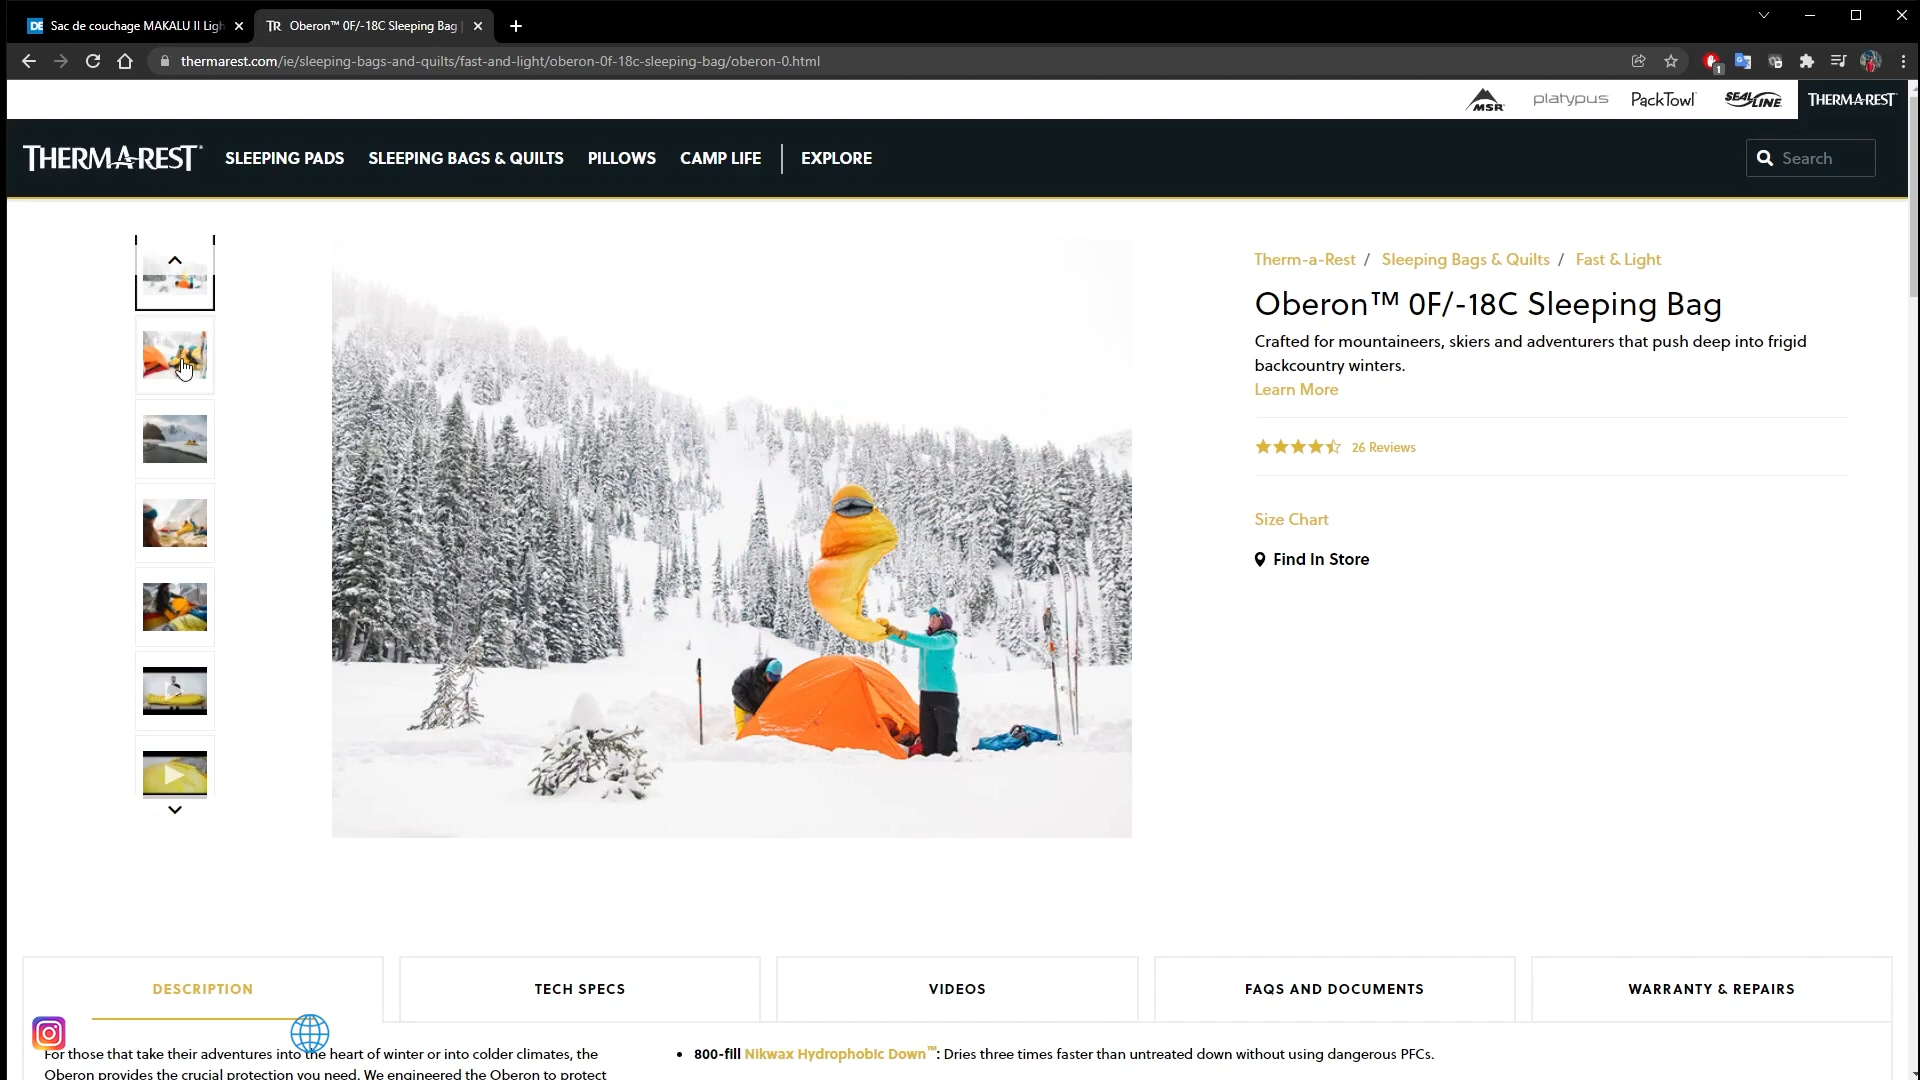 DE Sac de couchage MAKALU II Ligh
TR Oberon™ 0F/-18C Sleeping Bag |
thermarest.com/ie/sleeping-bags-and-quilts/fast-and-light/oberon-0f-18c-sleeping-bag/oberon-0.html
1
MSR platypus PackTowl SEALLINE THERMAREST
THERMAREST SLEEPING PADS SLEEPING BAGS & QUILTS PILLOWS CAMP LIFE EXPLORE Search
Therm-a-Rest / Sleeping Bags & Quilts / Fast & Light
Oberon™ 0F/-18C Sleeping Bag
Crafted for mountaineers, skiers and adventurers that push deep into frigid
backcountry winters.
Learn More
26 Reviews
Size Chart
Find In Store
DESCRIPTION TECH SPECS VIDEOS FAQS AND DOCUMENTS WARRANTY & REPAIRS
For those that take their adventures into the heart of winter or into colder climates, the
Oberon provides the crucial protection you need. We engineered the Oberon to protect
• 800-fill Nikwax Hydrophobic Down™: Dries three times faster than untreated down without using dangerous PFCs.